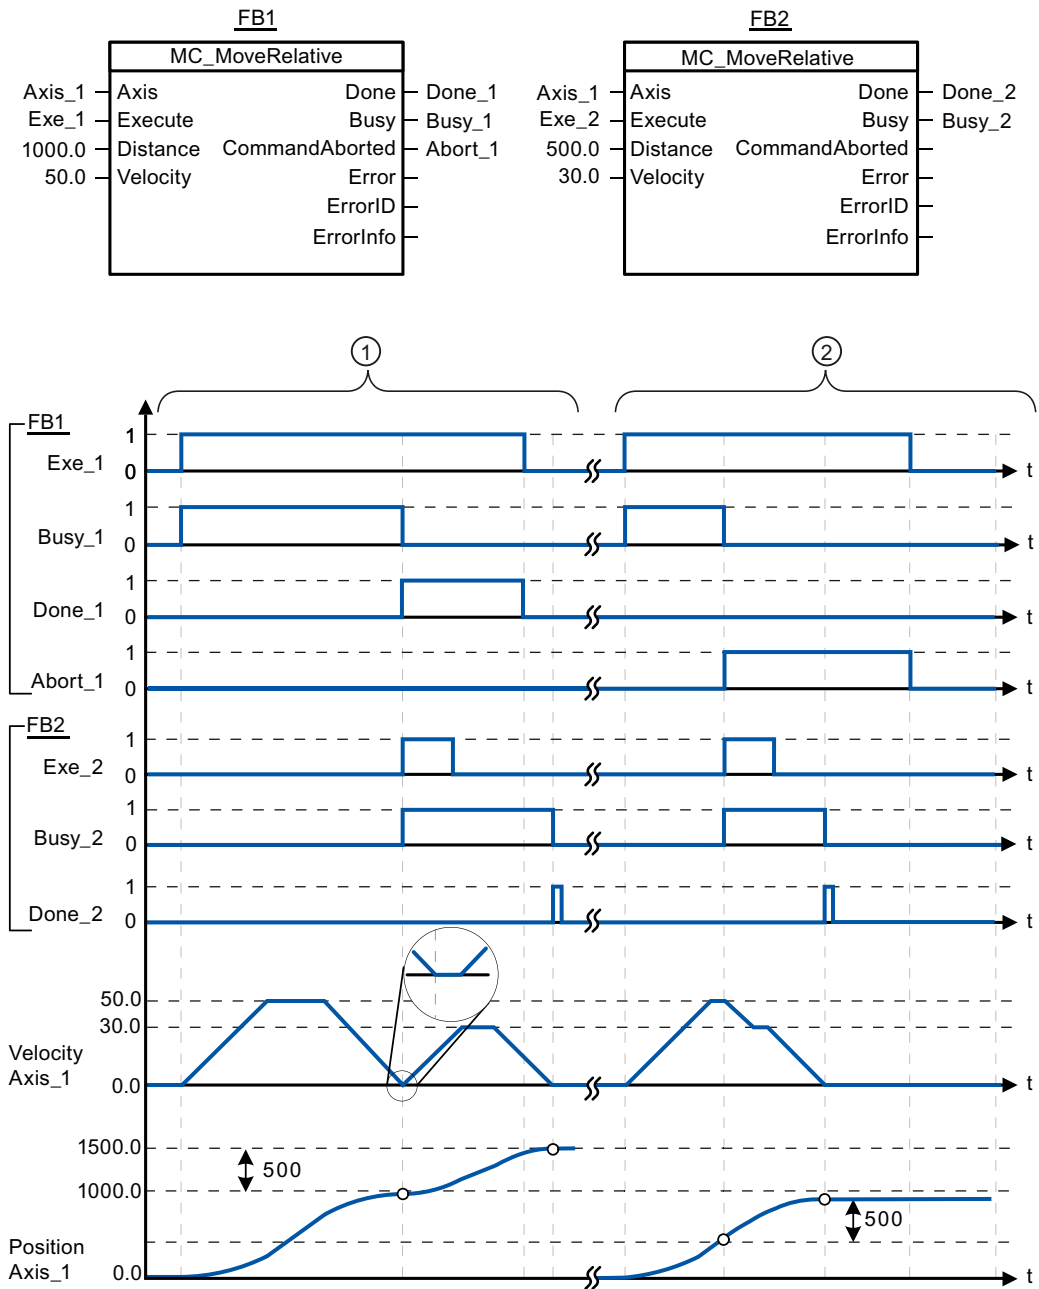 FB1
FB2
MC_MoveRelative
MC_MoveRelative
Axis_1 Axis Done Done_1
Axis_1 Axis Done Done_2
Exe_1 Execute Busy Busy_1
Exe_2 Execute Busy Busy_2
1000.0 Distance CommandAborted Abort_1
500.0 Distance CommandAborted
50.0 Velocity Error
30.0 Velocity Error
ErrorID
ErrorID
ErrorInfo
ErrorInfo
1
2
FB1
1
Exe_1 0 t
1
Busy_1 0 t
1
Done_1 0 t
1
Abort_1 0 t
FB2
1
Exe_2 0 t
1
Busy_2 0 t
1
Done_2 0 t
50.0
30.0
Velocity
Axis_1
0.0 t
1500.0
500
1000.0
500
Position
Axis_1
0.0 t